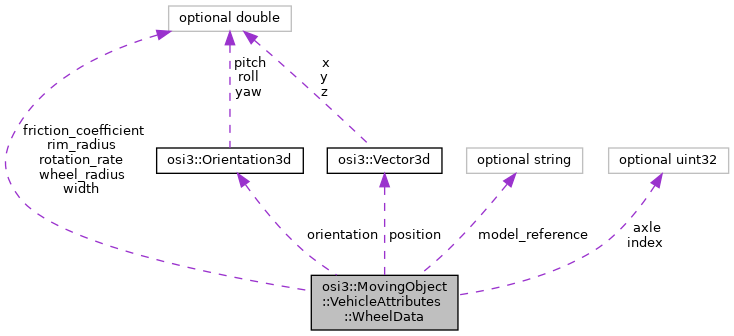 optional double
pitch
roll
yaw
x
y
z
friction_coefficient
rim_radius
rotation_rate
wheel_radius
width
osi3::Orientation3d
osi3::Vector3d
optional string
optional uint32
orientation
position
model_reference
axle
index
osi3::MovingObject
::VehicleAttributes
::WheelData